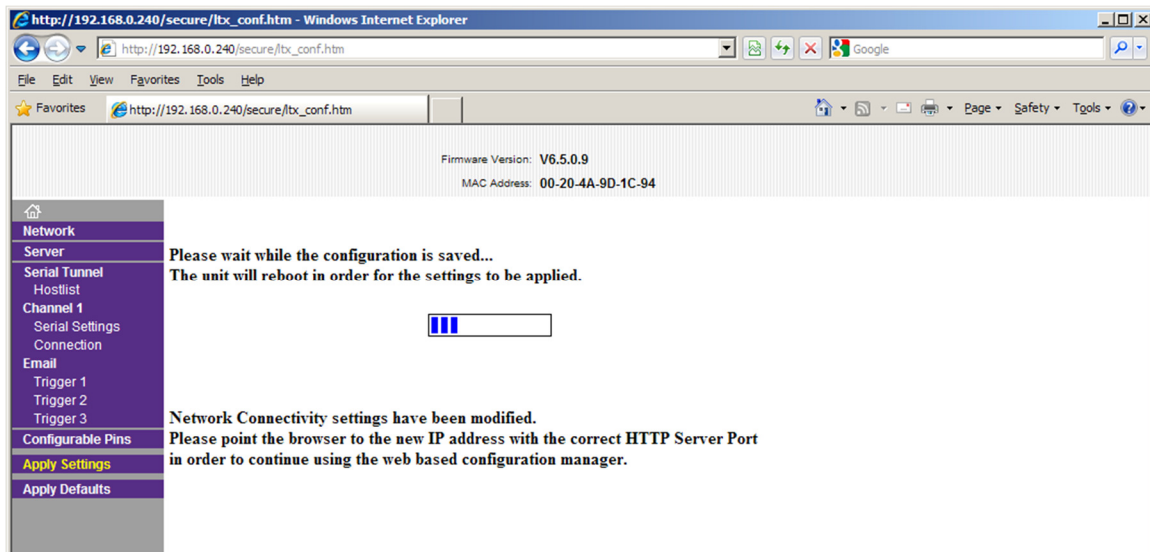 http://192.168.0.240/secure/ltx_conf.htm - Windows Internet Explorer
http://192.168.0.240/secure/ltx_conf.htm
Google
File Edit View Favorites Tools Help
Favorites
http://192.168.0.240/secure/ltx_conf.htm
Page Safety Tools
Firmware Version: V6.5.0.9
MAC Address: 00-20-4A-9D-1C-94
Network
Server
Serial Tunnel
Hostlist
Channel 1
Serial Settings
Connection
Email
Trigger 1
Trigger 2
Trigger 3
Configurable Pins
Apply Settings
Apply Defaults
Please wait while the configuration is saved...
The unit will reboot in order for the settings to be applied.
Network Connectivity settings have been modified.
Please point the browser to the new IP address with the correct HTTP Server Port
in order to continue using the web based configuration manager.